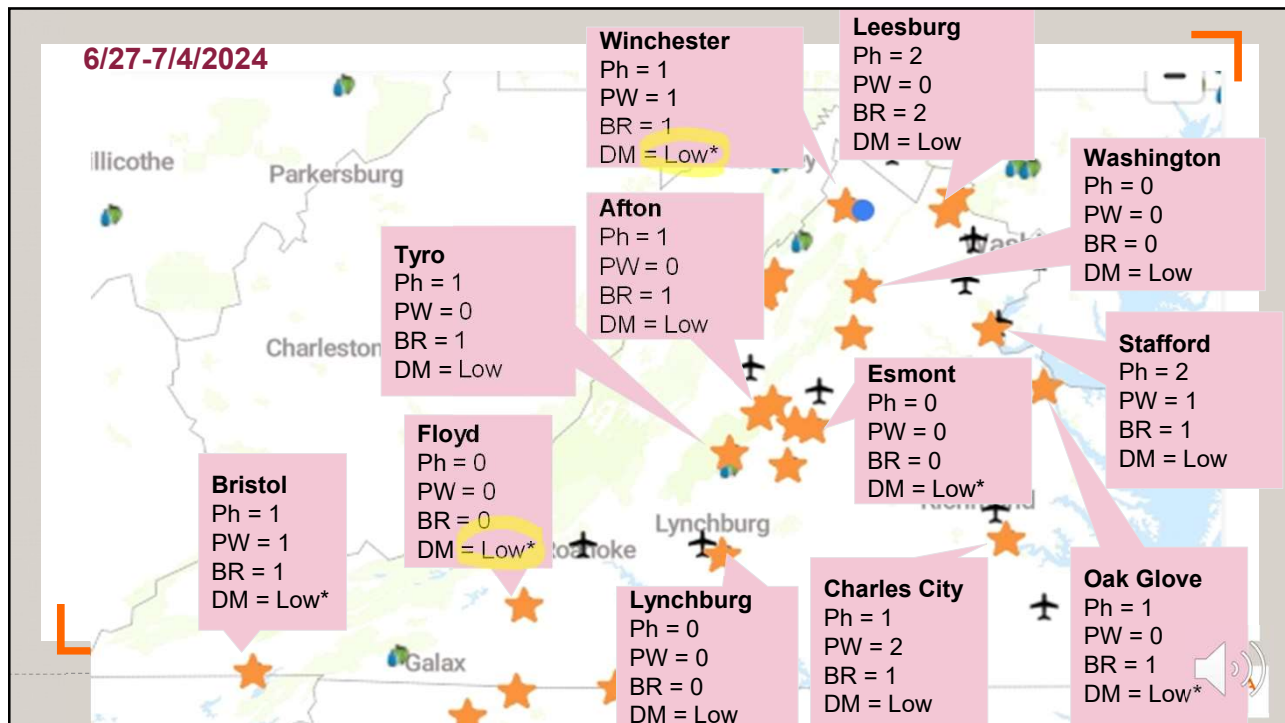 6/27-7/4/2024
Winchester
Ph = 1
PW = 1
BR = 1
DM = Low*
Leesburg
Ph = 2
PW = 0
BR = 2
DM = Low
Washington
Ph = 0
PW = 0
BR = 0
DM = Low
illicothe
Parkersburg
Afton
Ph = 1
PW = 0
BR = 1
DM = Low
Tyro
Ph = 1
PW = 0
BR = 1
DM = Low
Charleston
Stafford
Ph = 2
PW = 1
BR = 1
DM = Low
Esmont
Ph = 0
PW = 0
BR = 0
DM = Low*
Floyd
Ph = 0
PW = 0
BR = 0
DM = Low*
Bristol
Ph = 1
PW = 1
BR = 1
DM = Low*
Roanoke
Lynchburg
Richmond
Lynchburg
Ph = 0
PW = 0
BR = 0
DM = Low
Charles City
Ph = 1
PW = 2
BR = 1
DM = Low
Oak Glove
Ph = 1
PW = 0
BR = 1
DM = Low*
Galax